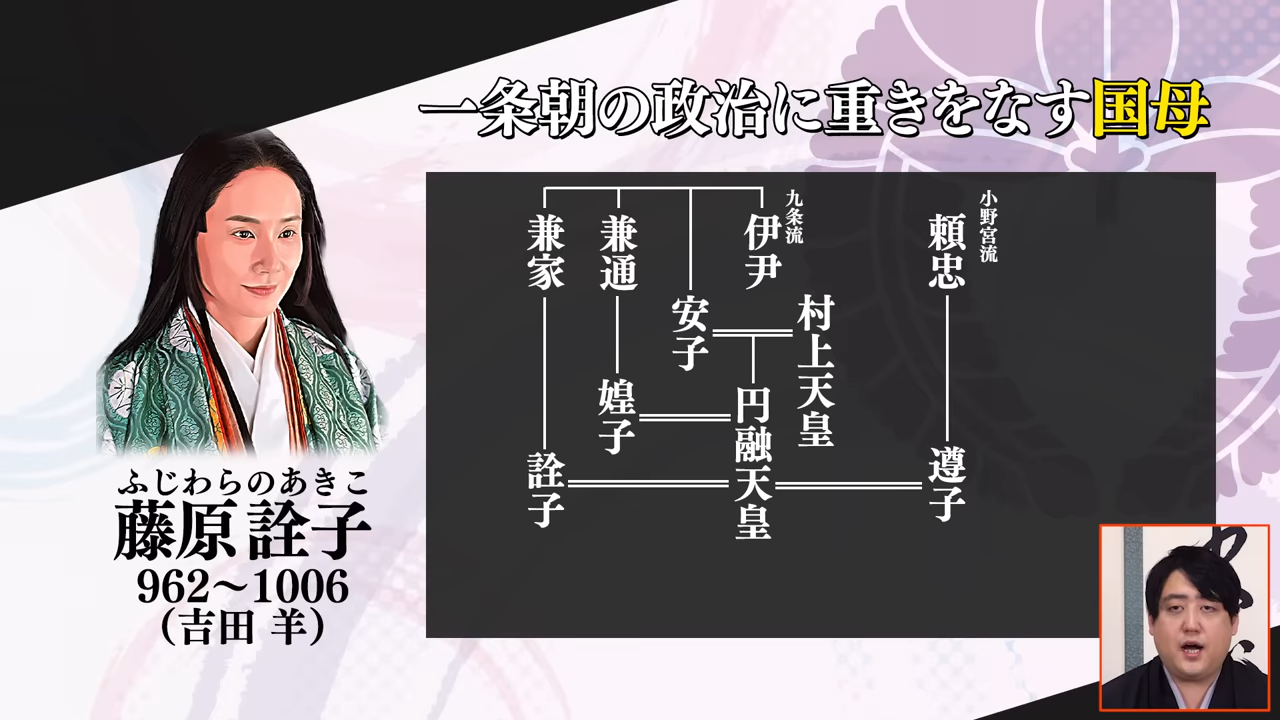 一条朝の政治に重きをなす国母
小野宮流
頼忠
遵子
九条流
伊尹
村上天皇
安子
円融天皇
兼通
媓子
兼家
詮子
ふじわらのあきこ
藤原 詮子
962～1006
（吉田 羊）